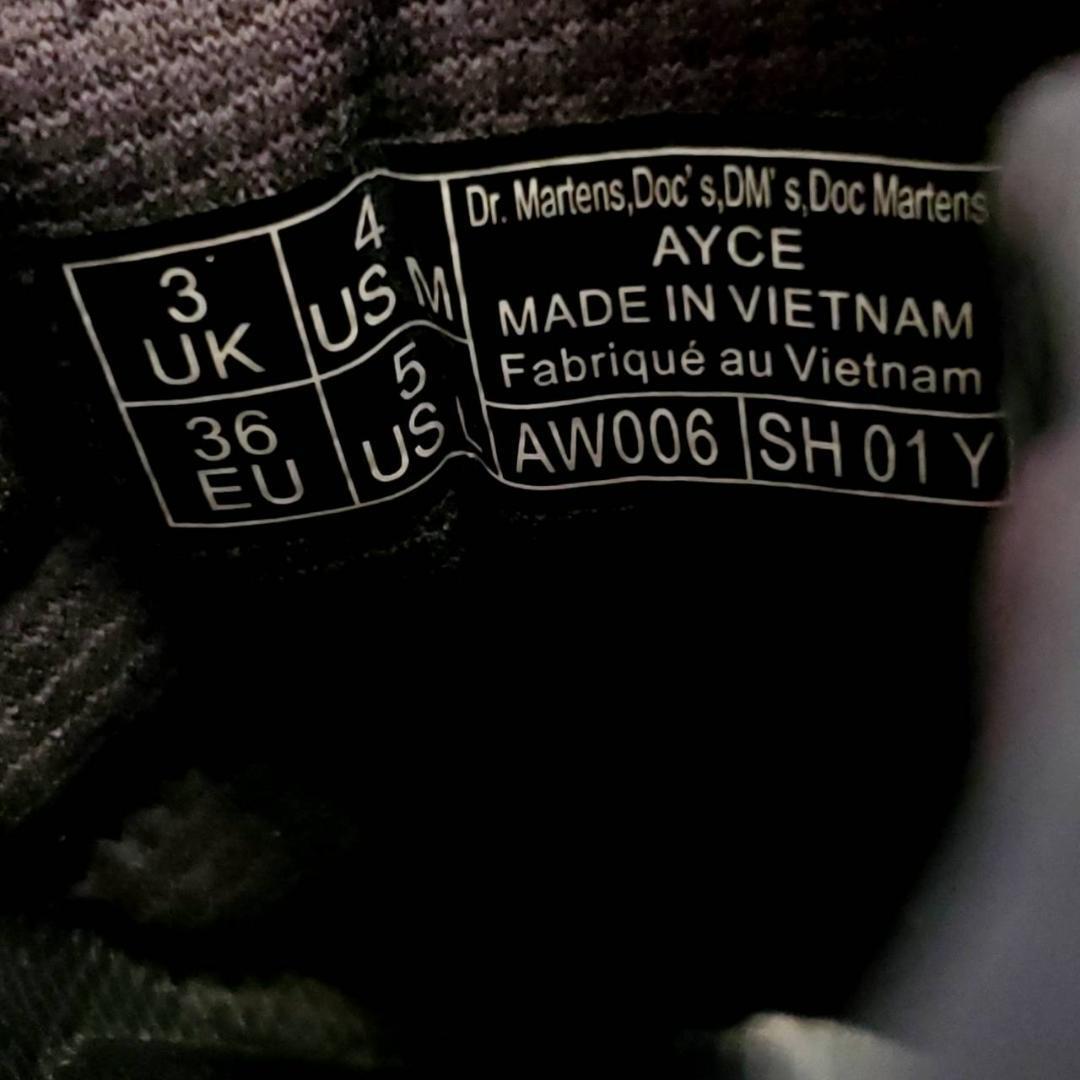 3
UK
4
US M
36
EU
5
US L
Dr. Martens,Doc's,DM's,Doc Martens
AYCE
MADE IN VIETNAM
Fabriqué au Vietnam
AW006
SH 01 Y